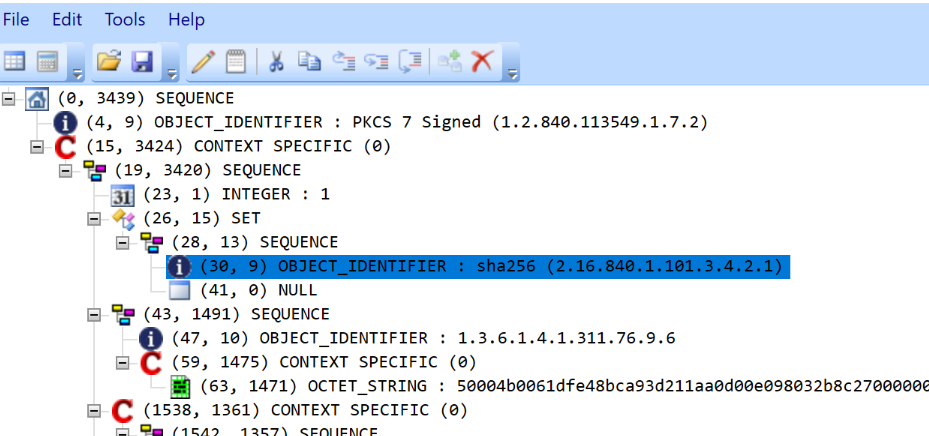 File Edit Tools Help
(0, 3439) SEQUENCE
(4, 9) OBJECT_IDENTIFIER : PKCS 7 Signed (1.2.840.113549.1.7.2)
(15, 3424) CONTEXT SPECIFIC (0)
(19, 3420) SEQUENCE
(23, 1) INTEGER : 1
(26, 15) SET
(28, 13) SEQUENCE
(30, 9) OBJECT_IDENTIFIER : sha256 (2.16.840.1.101.3.4.2.1)
(41, 0) NULL
(43, 1491) SEQUENCE
(47, 10) OBJECT_IDENTIFIER : 1.3.6.1.4.1.311.76.9.6
(59, 1475) CONTEXT SPECIFIC (0)
(63, 1471) OCTET_STRING : 50004b0061dfe48bca93d211aa0d00e098032b8c27000000
(1538, 1361) CONTEXT SPECIFIC (0)
(1542, 1357) SEQUENCE